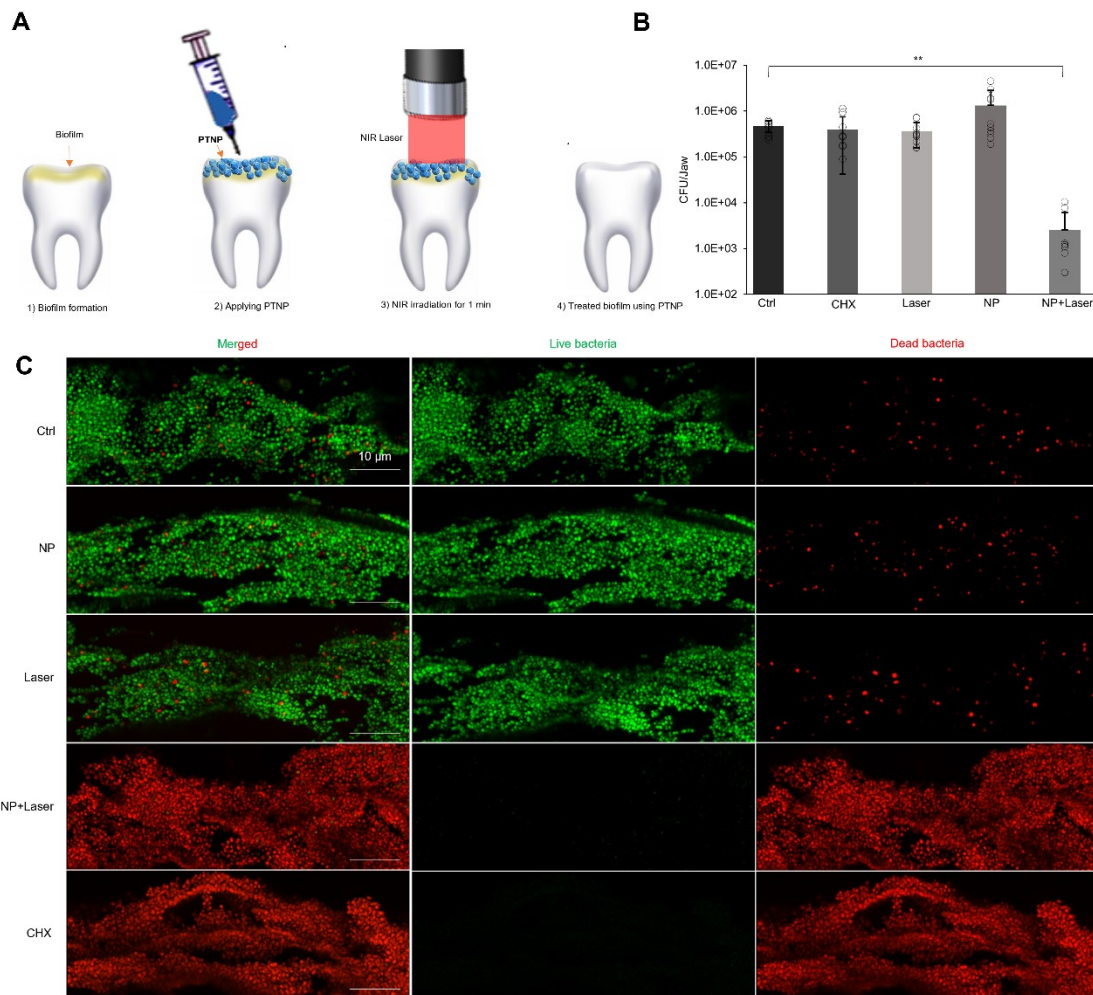 A
Biofilm
PTNP
NIR Laser
1) Biofilm formation
2) Applying PTNP
3) NIR irradiation for 1 min
4) Treated biofilm using PTNP
B
**
1.0E+07
1.0E+06
1.0E+05
1.0E+04
1.0E+03
1.0E+02
CFU/Jaw
Ctrl
CHX
Laser
NP
NP+Laser
C
Merged
Live bacteria
Dead bacteria
Ctrl
10 µm
NP
Laser
NP+Laser
CHX